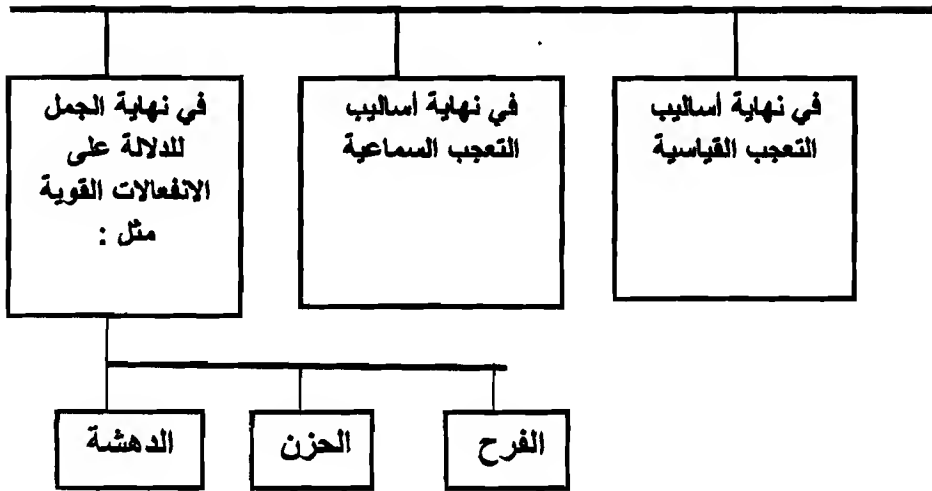 في نهاية أساليب
التعجب القياسية
في نهاية أساليب
التعجب السماعية
في نهاية الجمل
للدلالة على
الانفعالات القوية
مثل :
الفرح
الحزن
الدهشة